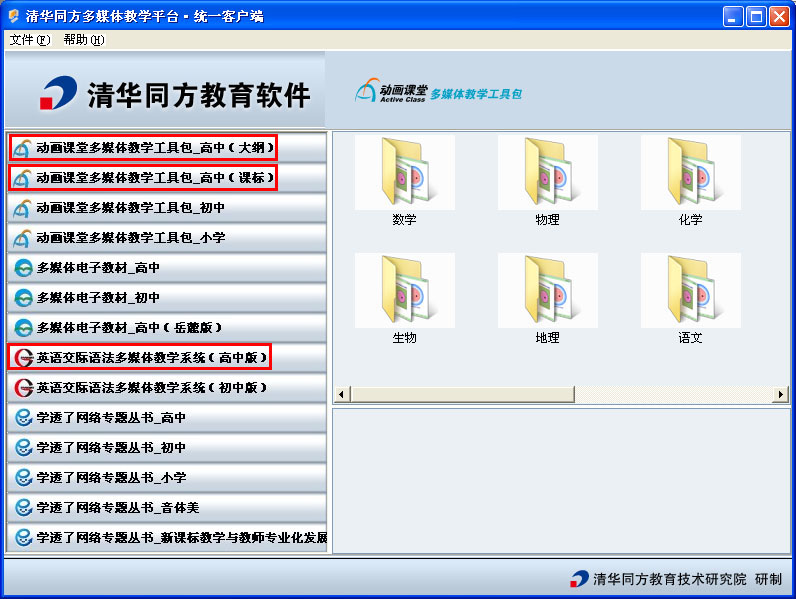 清华同方多媒体教学平台 - 统一客户端
文件(F) 帮助(H)
清华同方教育软件
动画课堂 多媒体教学工具包
Active Class
动画课堂多媒体教学工具包_高中(大纲)
动画课堂多媒体教学工具包_高中(课标)
动画课堂多媒体教学工具包_初中
动画课堂多媒体教学工具包_小学
多媒体电子教材_高中
多媒体电子教材_初中
多媒体电子教材_高中(岳麓版)
英语交际语法多媒体教学系统(高中版)
英语交际语法多媒体教学系统(初中版)
学透了网络专题丛书_高中
学透了网络专题丛书_初中
学透了网络专题丛书_小学
学透了网络专题丛书_音体美
学透了网络专题丛书_新课标教学与教师专业化发展
数学 物理 化学
生物 地理 语文
清华同方教育技术研究院 研制